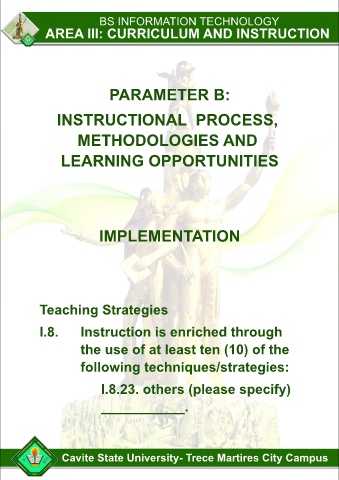 BS INFORMATION TECHNOLOGY
AREA III: CURRICULUM AND INSTRUCTION
PARAMETER B:
INSTRUCTIONAL PROCESS,
METHODOLOGIES AND
LEARNING OPPORTUNITIES
IMPLEMENTATION
Teaching Strategies
I.8. Instruction is enriched through
the use of at least ten (10) of the
following techniques/strategies:
I.8.23. others (please specify)
___________.
Cavite State University- Trece Martires City Campus